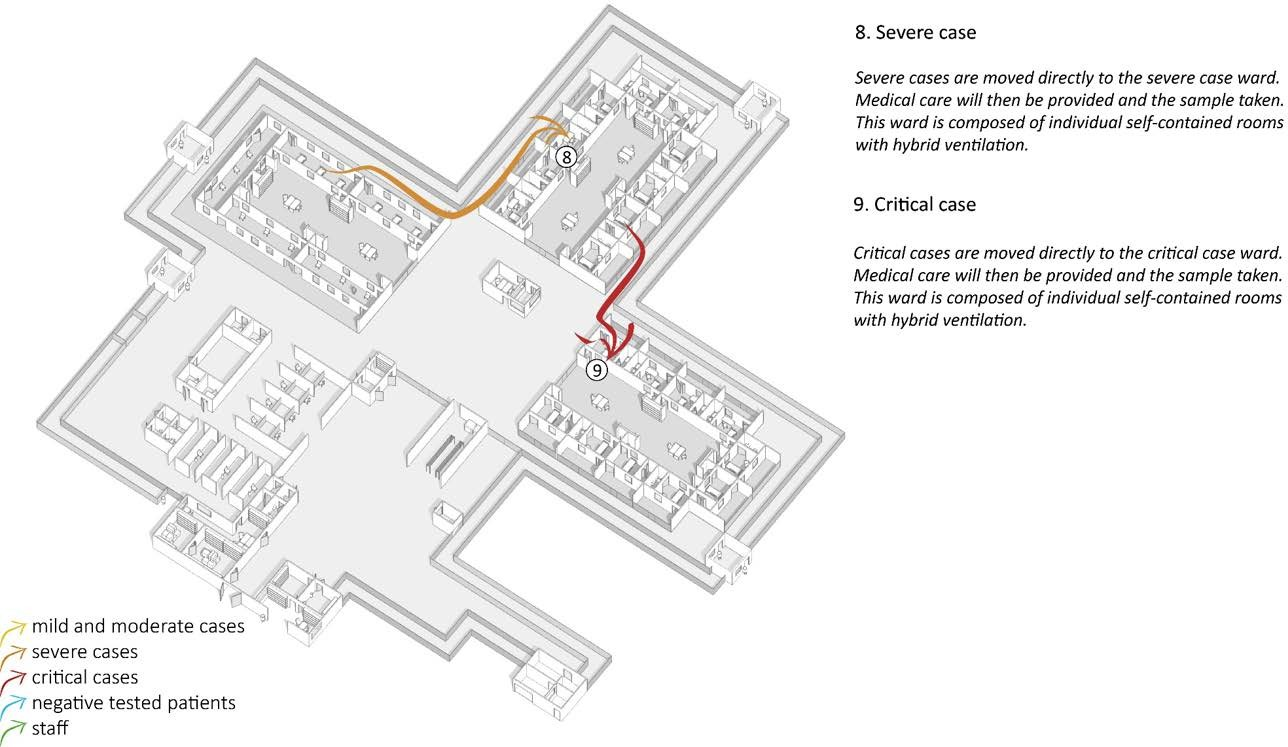 8. Severe case
Severe cases are moved directly to the severe case ward.
Medical care will then be provided and the sample taken.
This ward is composed of individual self-contained rooms
with hybrid ventilation.
9. Critical case
Critical cases are moved directly to the critical case ward.
Medical care will then be provided and the sample taken.
This ward is composed of individual self-contained rooms
with hybrid ventilation.
8
9
mild and moderate cases
severe cases
critical cases
negative tested patients
staff